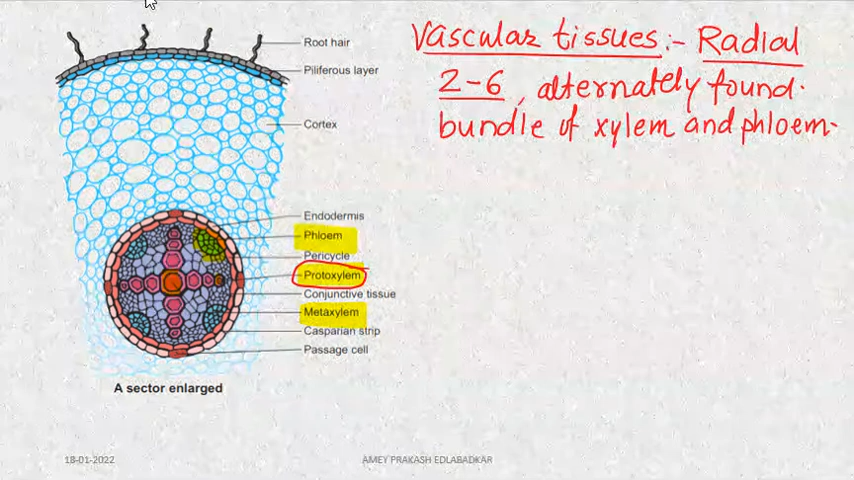 Vascular tissues:- Radial
2-6, alternately found.
bundle of xylem and phloem.
Root hair
Piliferous layer
Cortex
Endodermis
Phloem
Pericycle
Protoxylem
Conjunctive tissue
Metaxylem
Casparian strip
Passage cell
A sector enlarged
18-01-2022
AMEY PRAKASH EDLABADKAR